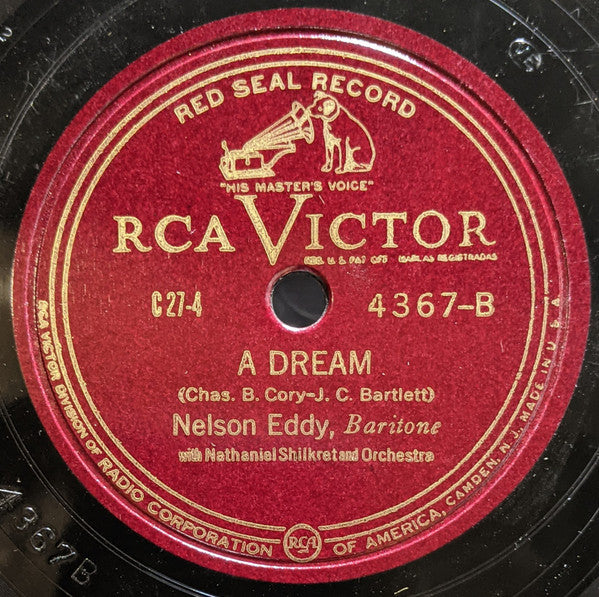 RED SEAL RECORD
"HIS MASTER'S VOICE"
RCA VICTOR
REG. U. S. PAT. OFF. MARCAS REGISTRADAS
C 27-4
4367-B
A DREAM
(Chas. B. Cory-J. C. Bartlett)
Nelson Eddy, Baritone
with Nathaniel Shilkret and Orchestra
RCA VICTOR DIVISION OF RADIO CORPORATION OF AMERICA, CAMDEN, N. J. MADE IN U. S. A.
RCA
4367B